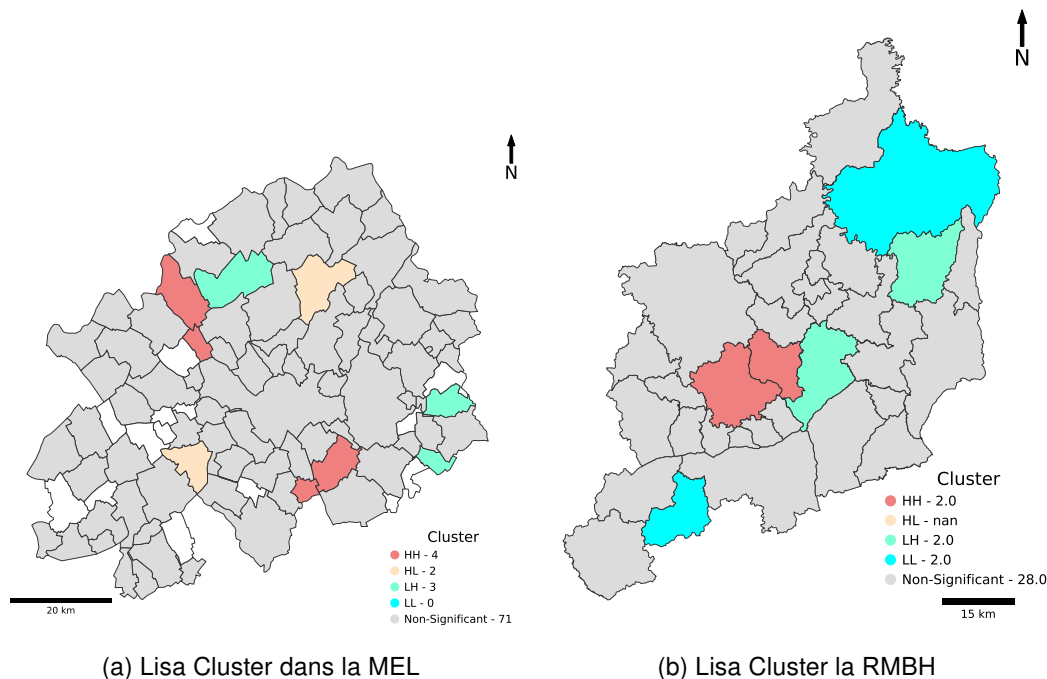 N
Cluster
HH - 4
HL - 2
LH - 3
LL - 0
Non-Significant - 71
20 km
(a) Lisa Cluster dans la MEL
N
Cluster
HH - 2.0
HL - nan
LH - 2.0
LL - 2.0
Non-Significant - 28.0
15 km
(b) Lisa Cluster la RMBH